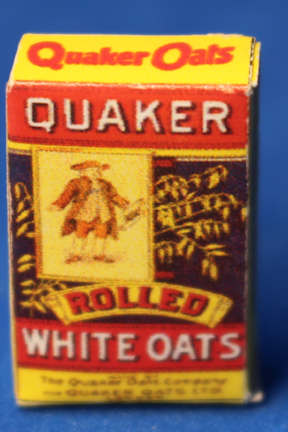 Quaker Oats
QUAKER
ROLLED
WHITE OATS
The Quaker Oats Company
QUAKER OATS LTD